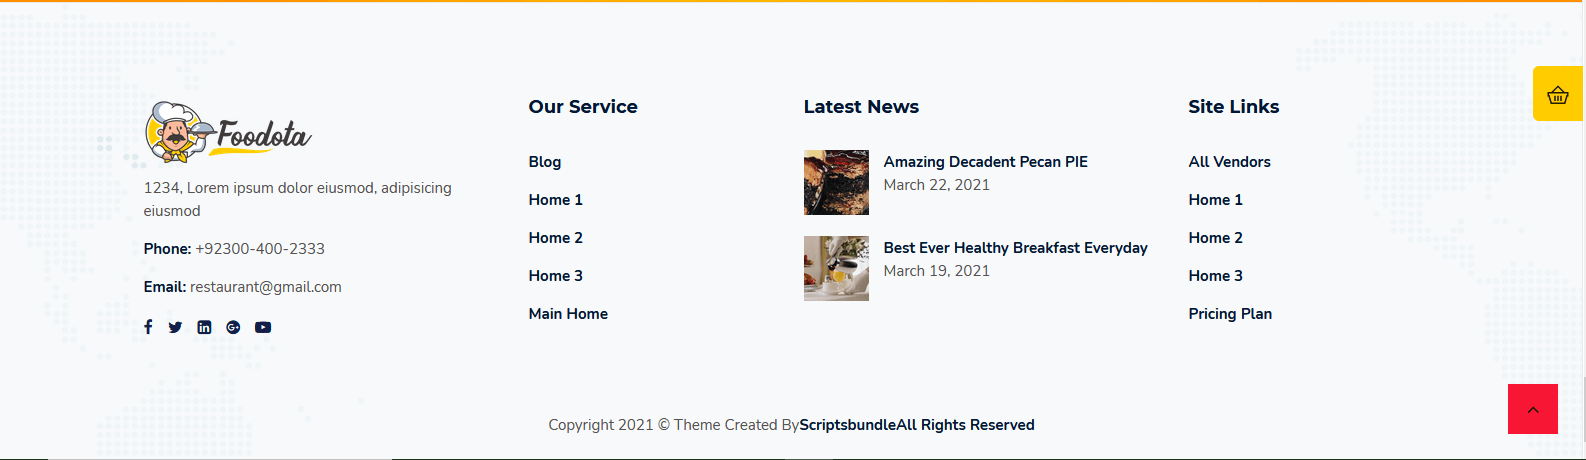 Foodota
1234, Lorem ipsum dolor eiusmod, adipisicing
eiusmod
Phone: +92300-400-2333
Email: restaurant@gmail.com
Our Service
Blog
Home 1
Home 2
Home 3
Main Home
Latest News
Amazing Decadent Pecan PIE
March 22, 2021
Best Ever Healthy Breakfast Everyday
March 19, 2021
Site Links
All Vendors
Home 1
Home 2
Home 3
Pricing Plan
Copyright 2021 © Theme Created ByScriptsbundleAll Rights Reserved